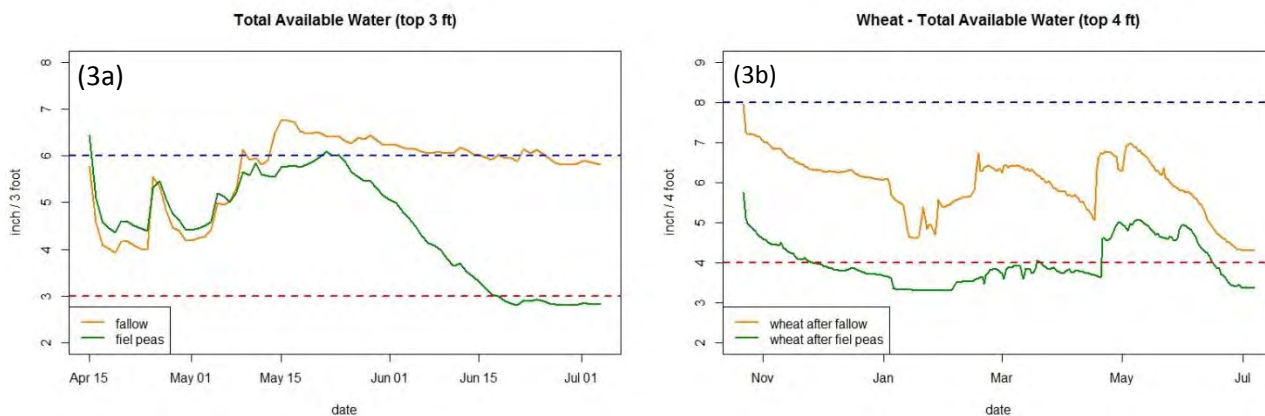 Total Available Water (top 3 ft)
(3a)
inch / 3 foot
8
7
6
5
4
3
2
fallow
fiel peas
Apr 15
May 01
May 15
Jun 01
Jun 15
Jul 01
date
Wheat - Total Available Water (top 4 ft)
(3b)
inch / 4 foot
9
8
7
6
5
4
3
2
wheat after fallow
wheat after fiel peas
Nov
Jan
Mar
May
Jul
date